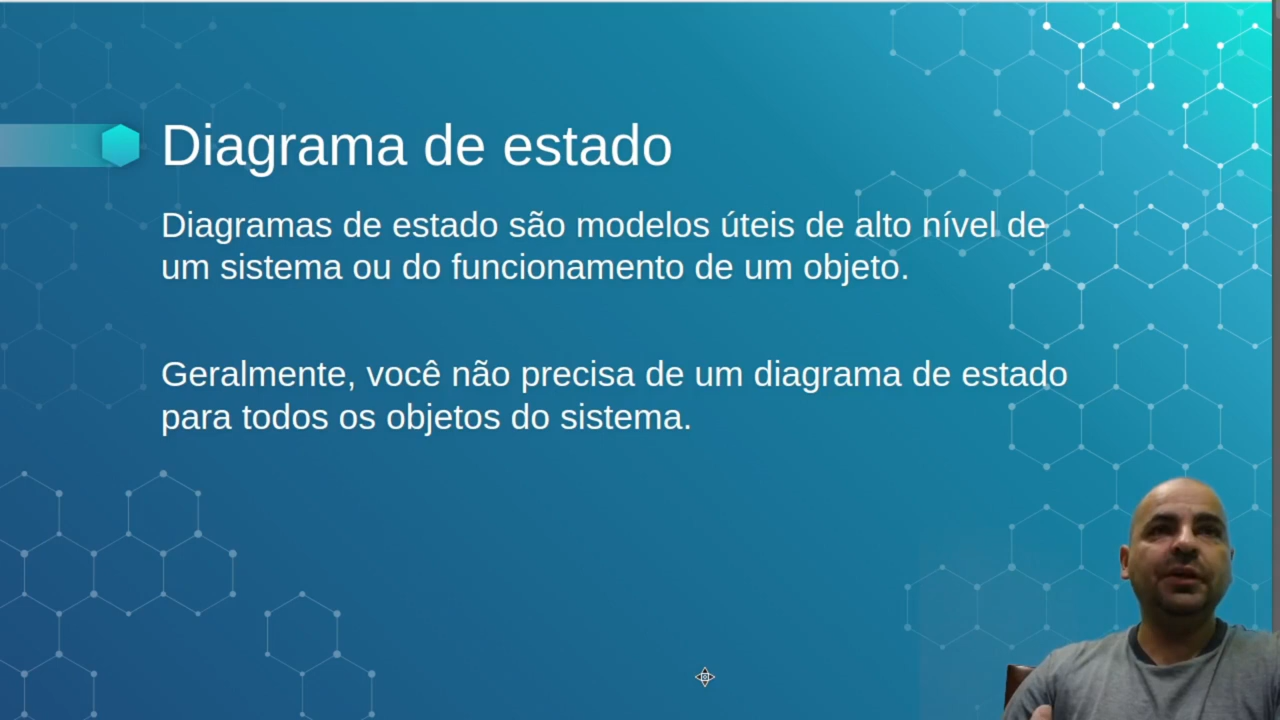 Diagrama de estado
Diagramas de estado são modelos úteis de alto nível de
um sistema ou do funcionamento de um objeto.
Geralmente, você não precisa de um diagrama de estado
para todos os objetos do sistema.